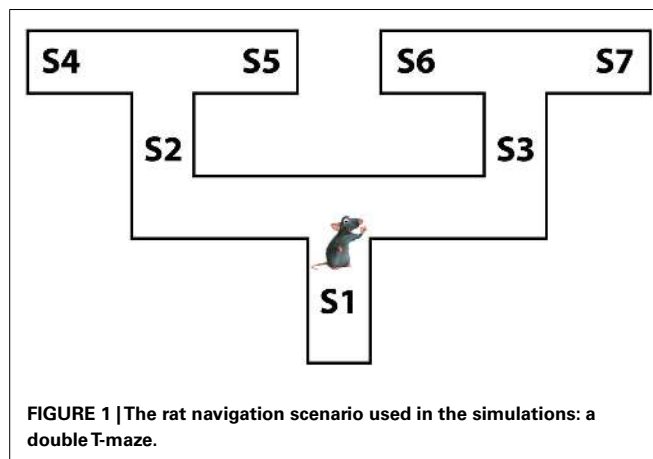 S4 S5 S6 S7
S2 S3
S1
FIGURE 1 | The rat navigation scenario used in the simulations: a
double T-maze.